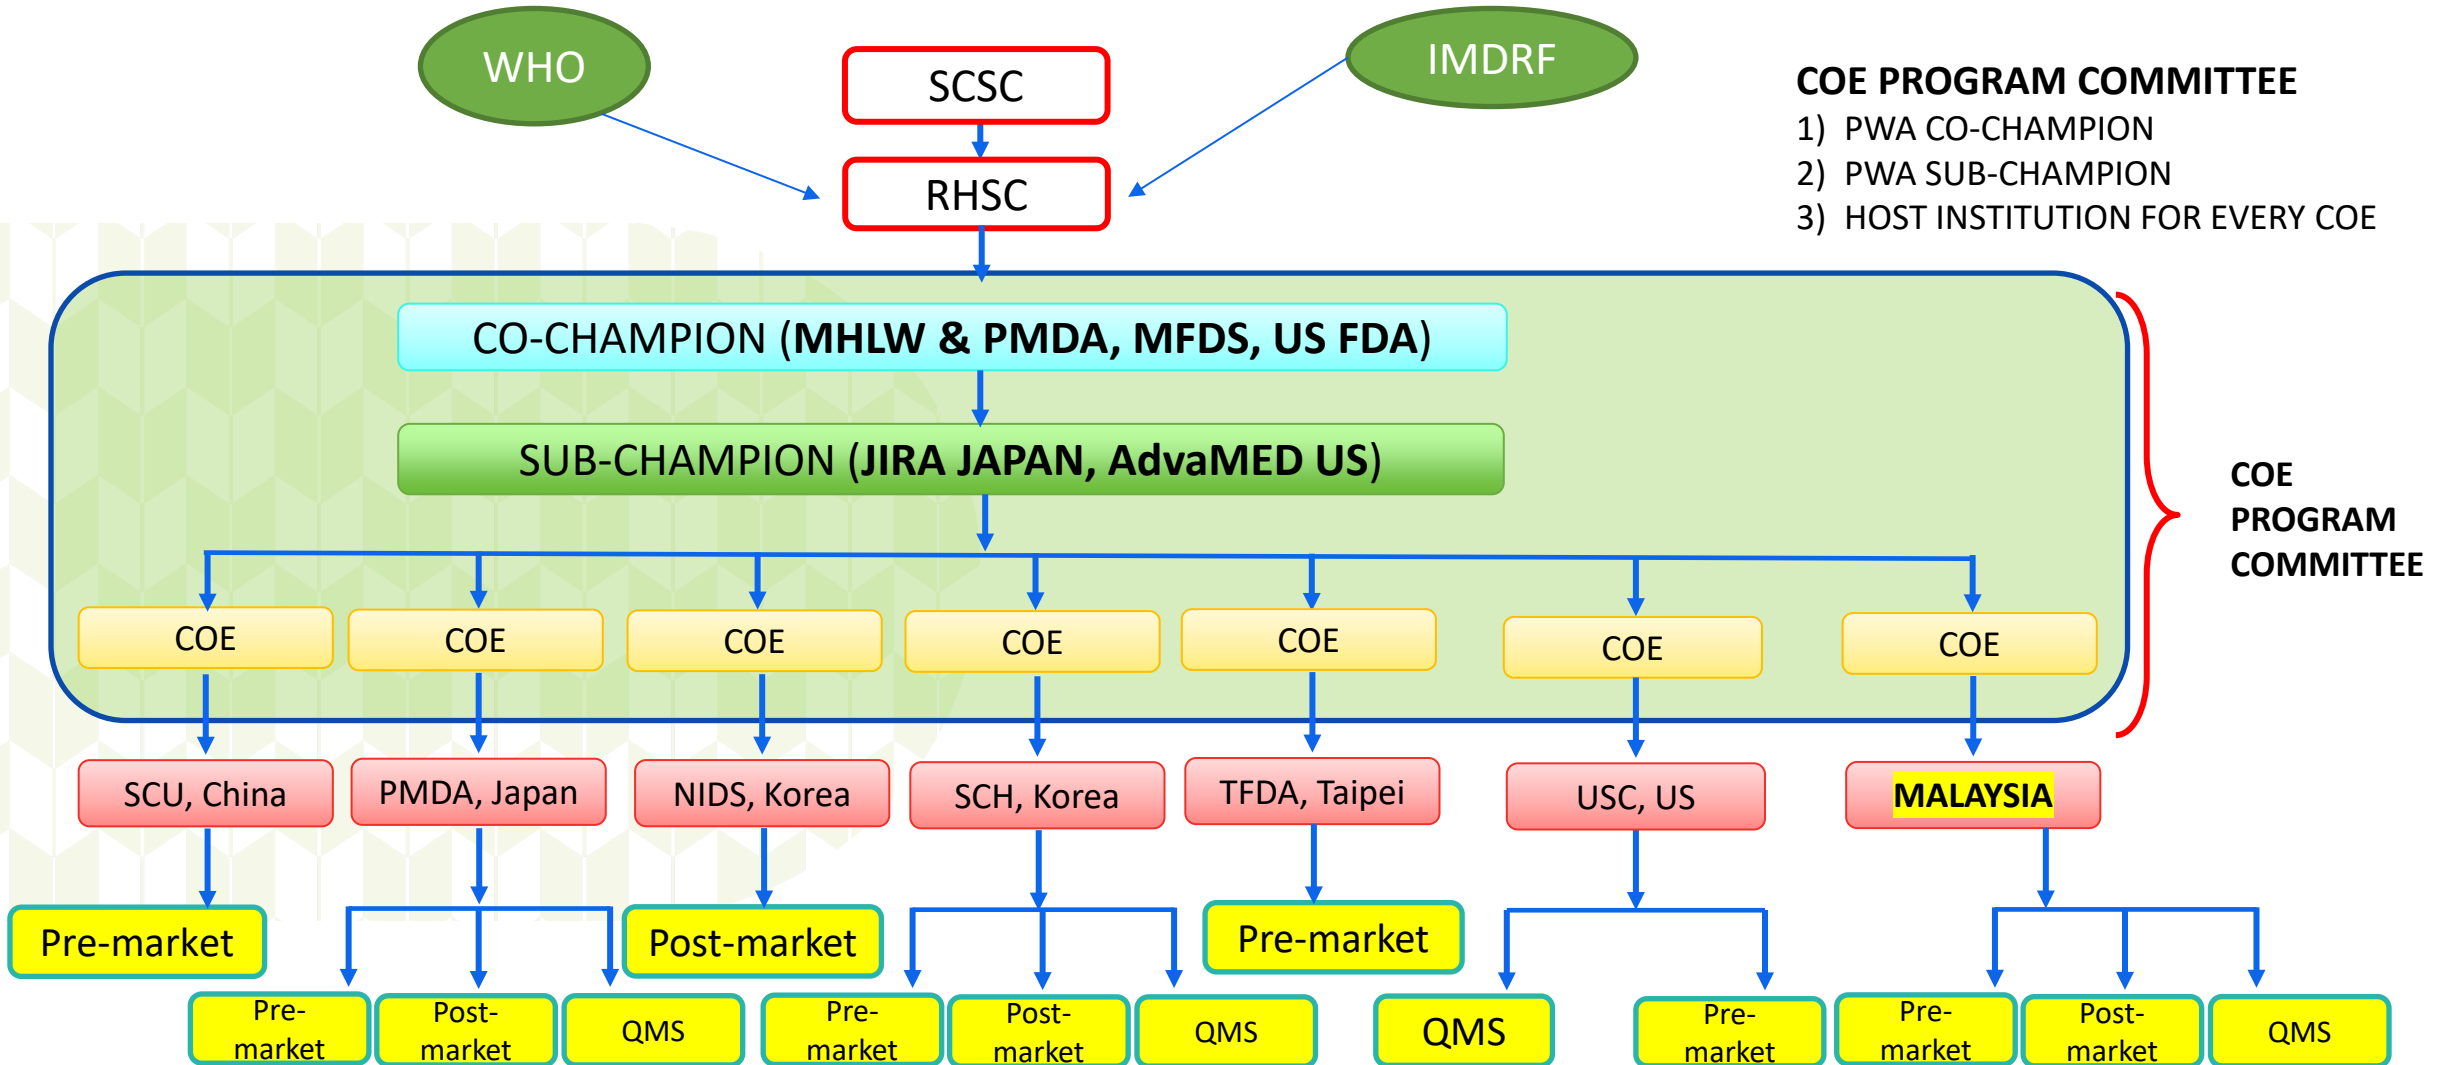 WHO
SCSC
IMDRF
RHSC
COE PROGRAM COMMITTEE
1) PWA CO-CHAMPION
2) PWA SUB-CHAMPION
3) HOST INSTITUTION FOR EVERY COE
CO-CHAMPION (MHLW & PMDA, MFDS, US FDA)
SUB-CHAMPION (JIRA JAPAN, AdvaMED US)
COE
PROGRAM
COMMITTEE
COE
COE
COE
COE
COE
COE
COE
SCU, China
PMDA, Japan
NIDS, Korea
SCH, Korea
TFDA, Taipei
USC, US
MALAYSIA
Pre-market
Post-market
Pre-market
Pre-
market
Post-
market
QMS
Pre-
market
Post-
market
QMS
QMS
Pre-
market
Pre-
market
Post-
market
QMS